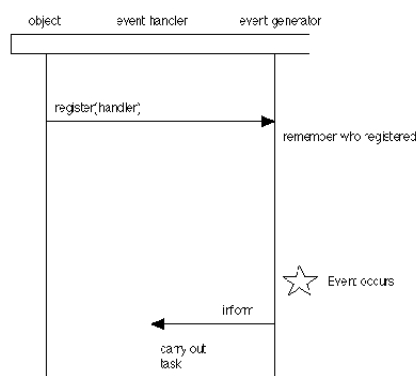 object event handler event generator
register(handler)
remember who registered
Event occurs
inform
carry out
task